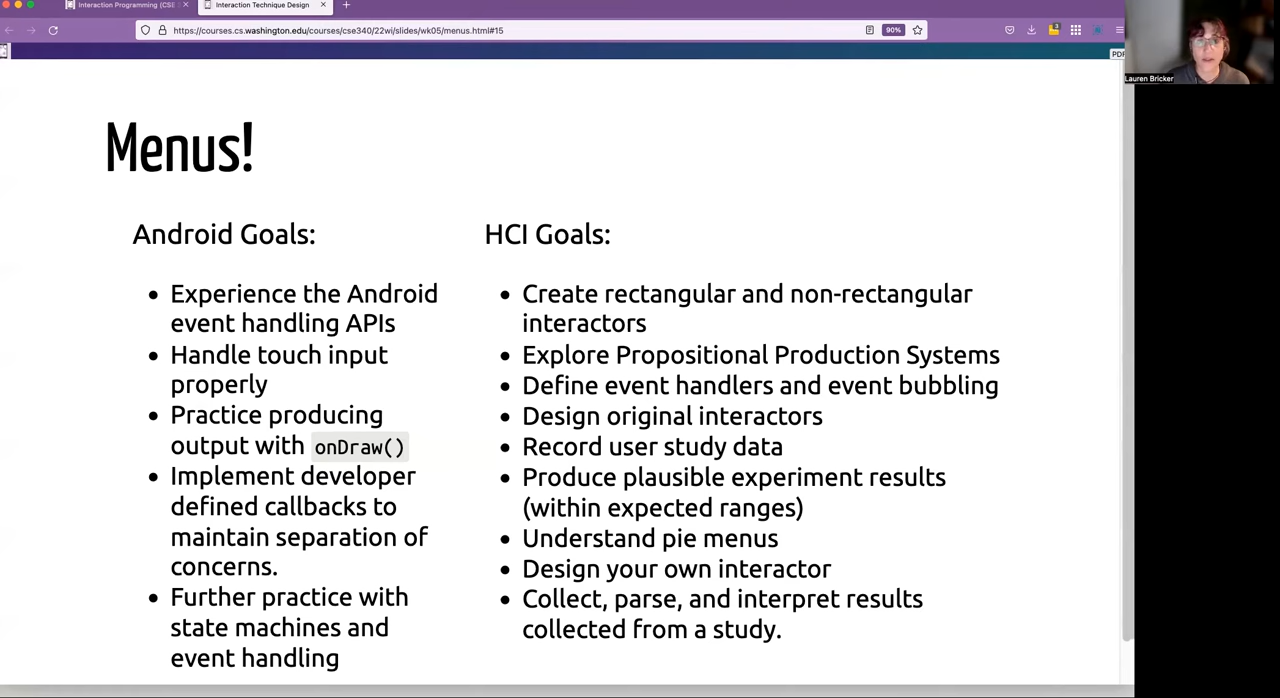 Interaction Programming (CSE
Interaction Technique Design
https://courses.cs.washington.edu/courses/cse340/22wi/slides/wk05/menus.html#15
90%
PDF
Lauren Bricker
Menus!
Android Goals:
Experience the Android
event handling APIs
Handle touch input
properly
Practice producing
output with onDraw()
Implement developer
defined callbacks to
maintain separation of
concerns.
Further practice with
state machines and
event handling
HCI Goals:
Create rectangular and non-rectangular
interactors
Explore Propositional Production Systems
Define event handlers and event bubbling
Design original interactors
Record user study data
Produce plausible experiment results
(within expected ranges)
Understand pie menus
Design your own interactor
Collect, parse, and interpret results
collected from a study.